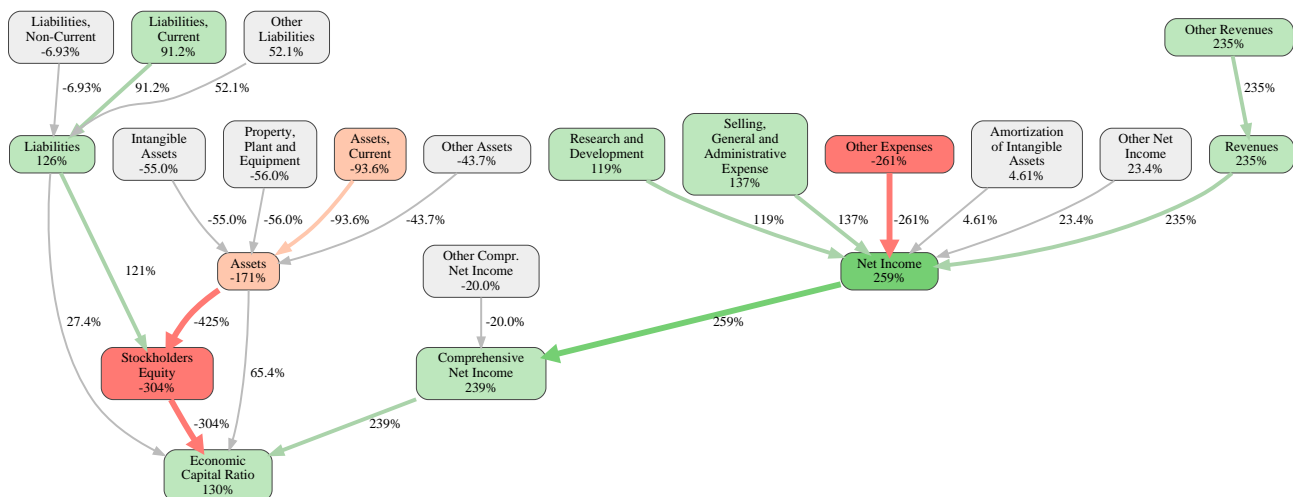 Liabilities,
Non-Current
-6.93%
Liabilities,
Current
91.2%
Other
Liabilities
52.1%
Other Revenues
235%
-6.93%
91.2%
52.1%
235%
Liabilities
126%
Intangible
Assets
-55.0%
Property,
Plant and
Equipment
-56.0%
Assets,
Current
-93.6%
Other Assets
-43.7%
Research and
Development
119%
Selling,
General and
Administrative
Expense
137%
Other Expenses
-261%
Amortization
of Intangible
Assets
4.61%
Other Net
Income
23.4%
Revenues
235%
-55.0%
-56.0%
-93.6%
-43.7%
119%
137%
-261%
4.61%
23.4%
235%
121%
Assets
-171%
Other Compr.
Net Income
-20.0%
Net Income
259%
27.4%
-425%
-20.0%
259%
Stockholders
Equity
-304%
65.4%
Comprehensive
Net Income
239%
-304%
239%
Economic
Capital Ratio
130%